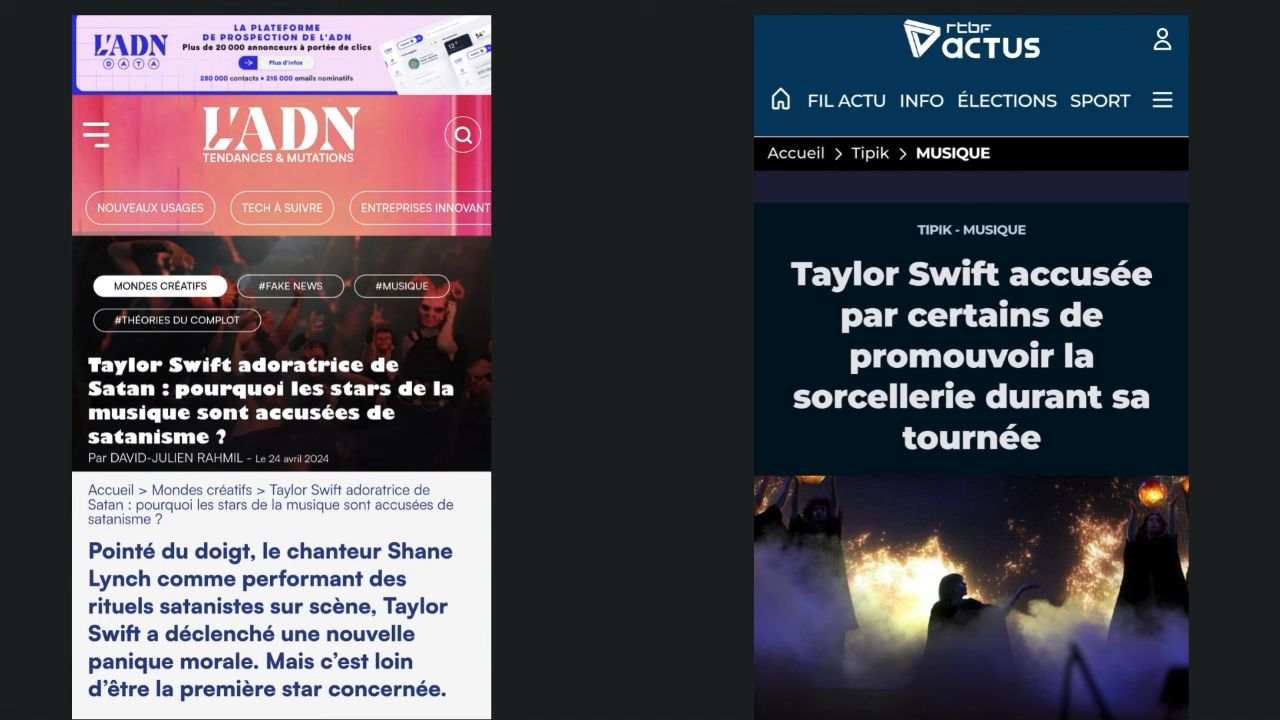 LA PLATEFORME
DE PROSPECTION DE L'ADN
Plus de 20 000 annonceurs à portée de clics
L'ADN
DATA
Plus d'infos
280 000 contacts • 215 000 emails nominatifs
L'ADN
TENDANCES & MUTATIONS
NOUVEAUX USAGES
TECH À SUIVRE
ENTREPRISES INNOVANT
MONDES CRÉATIFS
#FAKE NEWS
#MUSIQUE
#THÉORIES DU COMPLOT
Taylor Swift adoratrice de
Satan : pourquoi les stars de la
musique sont accusées de
satanisme ?
Par DAVID-JULIEN RAHMIL - Le 24 avril 2024
Accueil > Mondes créatifs > Taylor Swift adoratrice de
Satan : pourquoi les stars de la musique sont accusées de
satanisme ?
Pointé du doigt, le chanteur Shane
Lynch comme performant des
rituels satanistes sur scène, Taylor
Swift a déclenché une nouvelle
panique morale. Mais c'est loin
d'être la première star concernée.
rtbf
ACTUS
FIL ACTU INFO ÉLECTIONS SPORT
Accueil > Tipik > MUSIQUE
TIPIK - MUSIQUE
Taylor Swift accusée
par certains de
promouvoir la
sorcellerie durant sa
tournée